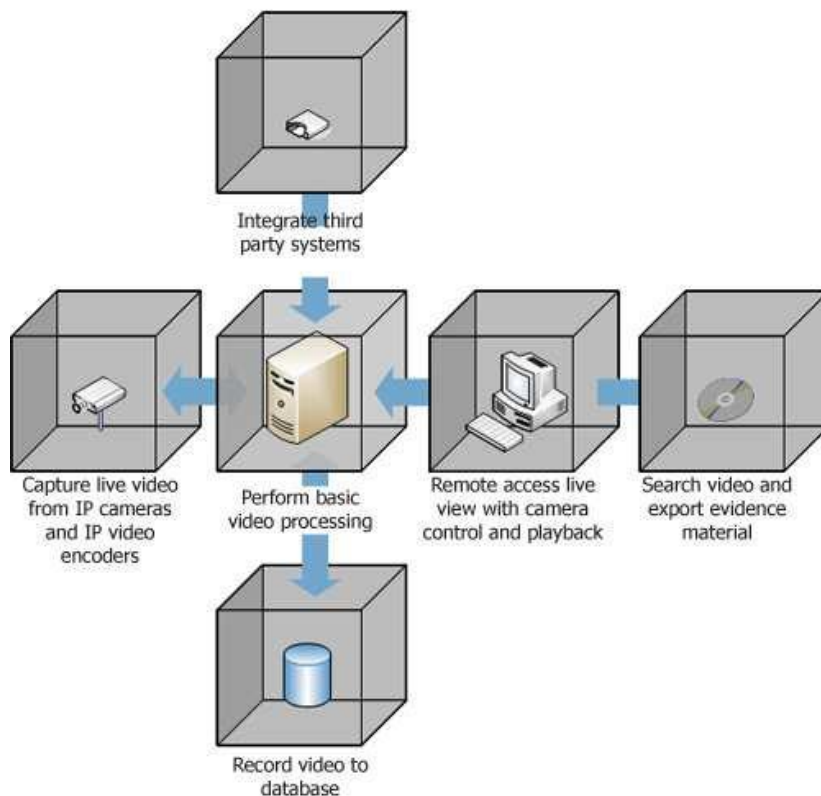 Integrate third
party systems
Capture live video
from IP cameras
and IP video
encoders
Perform basic
video processing
Remote access live
view with camera
control and playback
Search video and
export evidence
material
Record video to
database